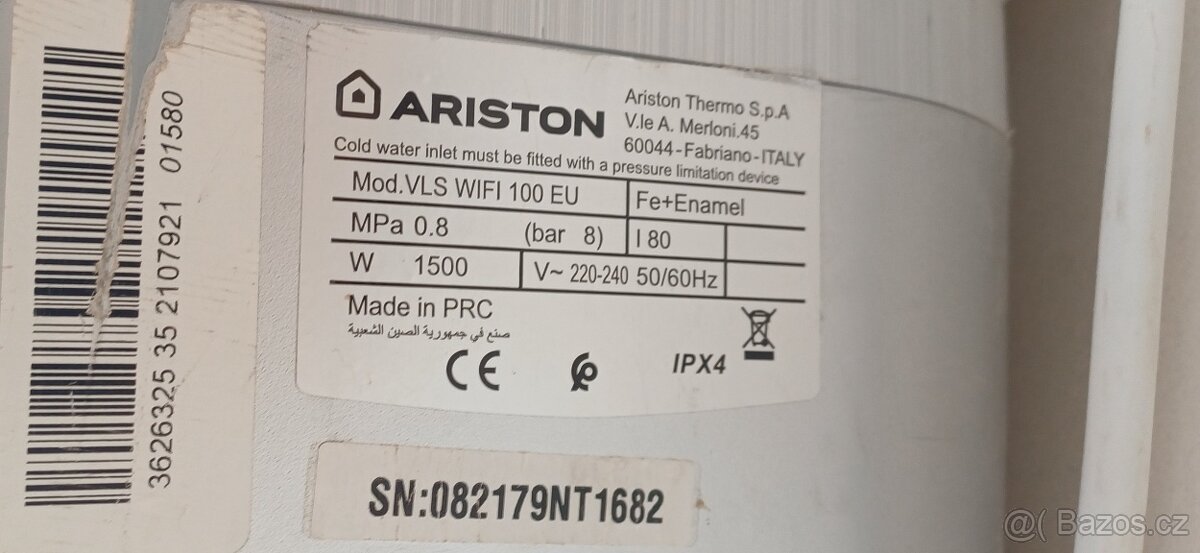 3626325 35 2107921 01580
ARISTON
Ariston Thermo S.p.A
V.le A. Merloni.45
60044-Fabriano-ITALY
Cold water inlet must be fitted with a pressure limitation device
Mod.VLS WIFI 100 EU Fe+Enamel
MPa 0.8 (bar 8) I 80
W 1500 V~ 220-240 50/60Hz
Made in PRC
صنع في جمهورية الصين الشعبية
CE IPX4
SN:082179NT1682
@( Bazos.cz